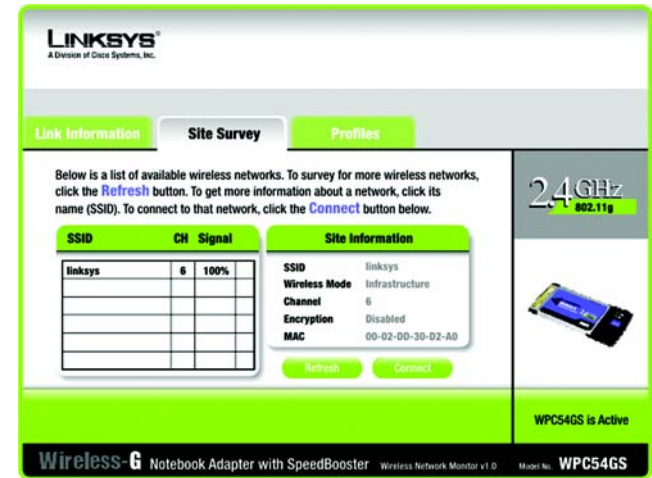 LINKSYS®
A Division of Cisco Systems, Inc.
Link Information Site Survey Profiles
Below is a list of available wireless networks. To survey for more wireless networks,
click the Refresh button. To get more information about a network, click its
name (SSID). To connect to that network, click the Connect button below.
2.4 GHz
802.11g
SSID CH Signal
linksys 6 100%
Site Information
SSID linksys
Wireless Mode Infrastructure
Channel 6
Encryption Disabled
MAC 00-02-DD-30-D2-A0
Refresh Connect
WPC54GS is Active
Wireless-G Notebook Adapter with SpeedBooster Wireless Network Monitor v1.0 Model No. WPC54GS